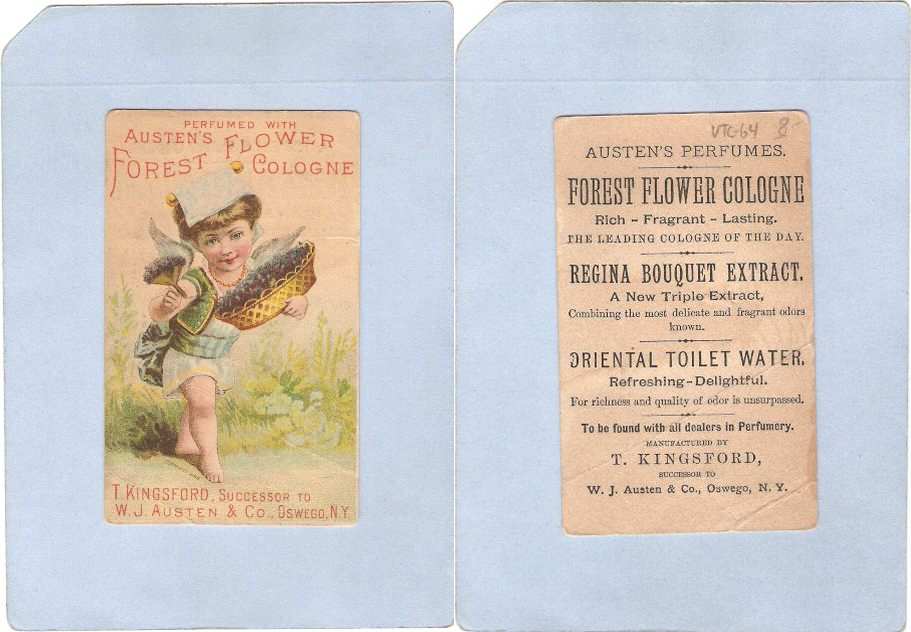 PERFUMED WITH
AUSTEN'S FLOWER
FOREST COLOGNE
T. KINGSFORD, SUCCESSOR TO
W. J. AUSTEN & CO., OSWEGO, N.Y.
VTC-64 8-
AUSTEN'S PERFUMES.
FOREST FLOWER COLOGNE
Rich - Fragrant - Lasting.
THE LEADING COLOGNE OF THE DAY.
REGINA BOUQUET EXTRACT.
A New Triple Extract,
Combining the most delicate and fragrant odors
known.
ORIENTAL TOILET WATER.
Refreshing-Delightful.
For richness and quality of odor is unsurpassed.
To be found with all dealers in Perfumery.
MANUFACTURED BY
T. KINGSFORD,
SUCCESSOR TO
W. J. Austen & Co., Oswego, N. Y.